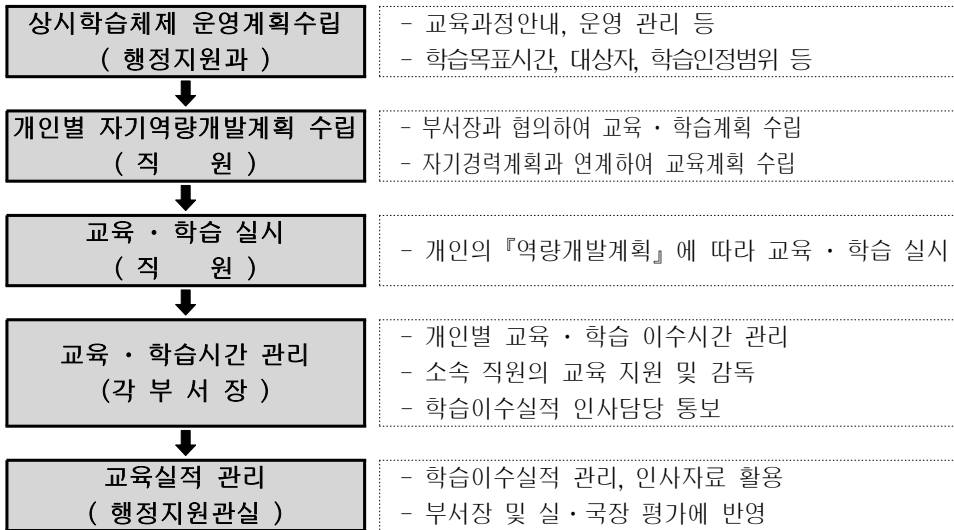 상시학습체제 운영계획수립
( 행정지원과 )
- 교육과정안내, 운영 관리 등
- 학습목표시간, 대상자, 학습인정범위 등
개인별 자기역량개발계획 수립
( 직 원 )
- 부서장과 협의하여 교육・학습계획 수립
- 자기경력계획과 연계하여 교육계획 수립
교육・학습 실시
( 직 원 )
- 개인의『역량개발계획』에 따라 교육・학습 실시
교육・학습시간 관리
(각 부 서 장 )
- 개인별 교육・학습 이수시간 관리
- 소속 직원의 교육 지원 및 감독
- 학습이수실적 인사담당 통보
교육실적 관리
( 행정지원관실 )
- 학습이수실적 관리, 인사자료 활용
- 부서장 및 실・국장 평가에 반영